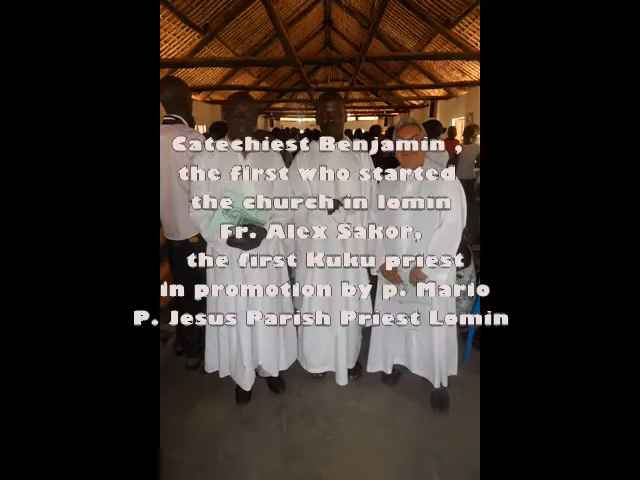 Catechiest Benjamin ,
the first who started
the church in lomin
Fr. Alex Sakor,
the first Kuku priest
in promotion by p. Mario
P. Jesus Parish Priest Lomin